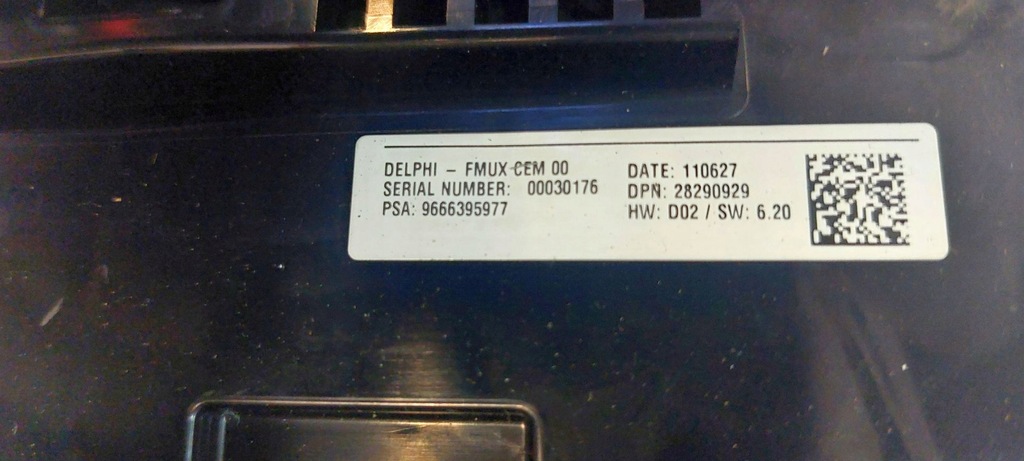 DELPHI - FMUX CEM 00
SERIAL NUMBER: 00030176
PSA: 9666395977
DATE: 110627
DPN: 28290929
HW: D02 / SW: 6.20